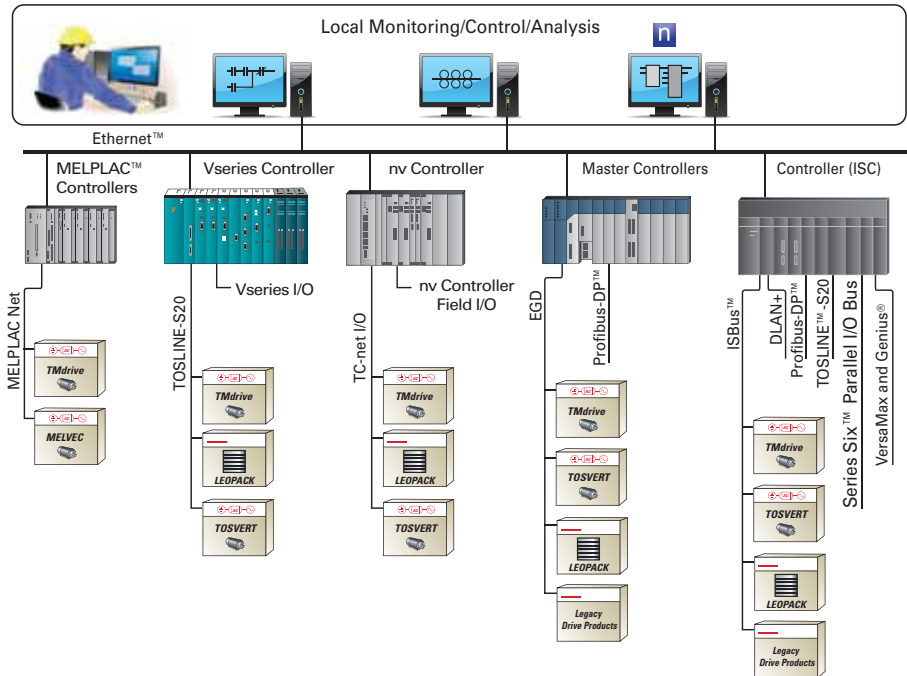 Local Monitoring/Control/Analysis
n
Ethernet™
MELPLAC™
Controllers
Vseries Controller
nv Controller
Master Controllers
Controller (ISC)
MELPLAC Net
TMdrive
MELVEC
TOSLINE-S20
Vseries I/O
TMdrive
LEOPACK
TOSVERT
TC-net I/O
nv Controller
Field I/O
TMdrive
LEOPACK
TOSVERT
EGD
Profibus-DP™
TMdrive
TOSVERT
LEOPACK
Legacy
Drive Products
ISBus™
DLAN+
Profibus-DP™
TOSLINE™-S20
Series Six™ Parallel I/O Bus
VersaMax and Genius®
TMdrive
TOSVERT
LEOPACK
Legacy
Drive Products